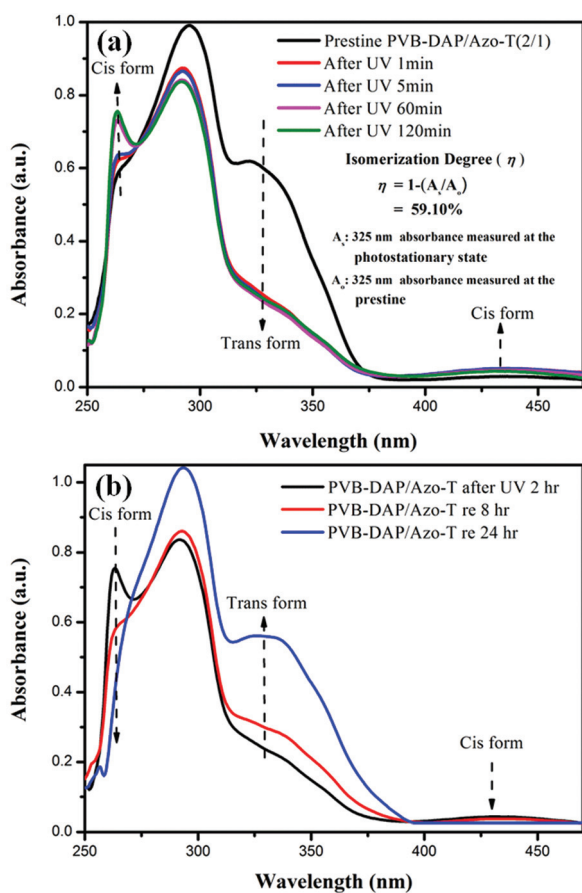 (a)
Cis form
Prestine PVB-DAP/Azo-T(2/1)
After UV 1min
After UV 5min
After UV 60min
After UV 120min
Isomerization Degree ( η )
η = 1-(Aₛ/Aₒ)
= 59.10%
Aₛ: 325 nm absorbance measured at the
photostationary state
Aₒ: 325 nm absorbance measured at the
prestine
Trans form
Cis form
Absorbance (a.u.)
1.0
0.8
0.6
0.4
0.2
0.0
250
300
350
400
450
Wavelength (nm)
(b)
Cis form
PVB-DAP/Azo-T after UV 2 hr
PVB-DAP/Azo-T re 8 hr
PVB-DAP/Azo-T re 24 hr
Trans form
Cis form
Absorbance (a.u.)
1.0
0.8
0.6
0.4
0.2
0.0
250
300
350
400
450
Wavelength (nm)